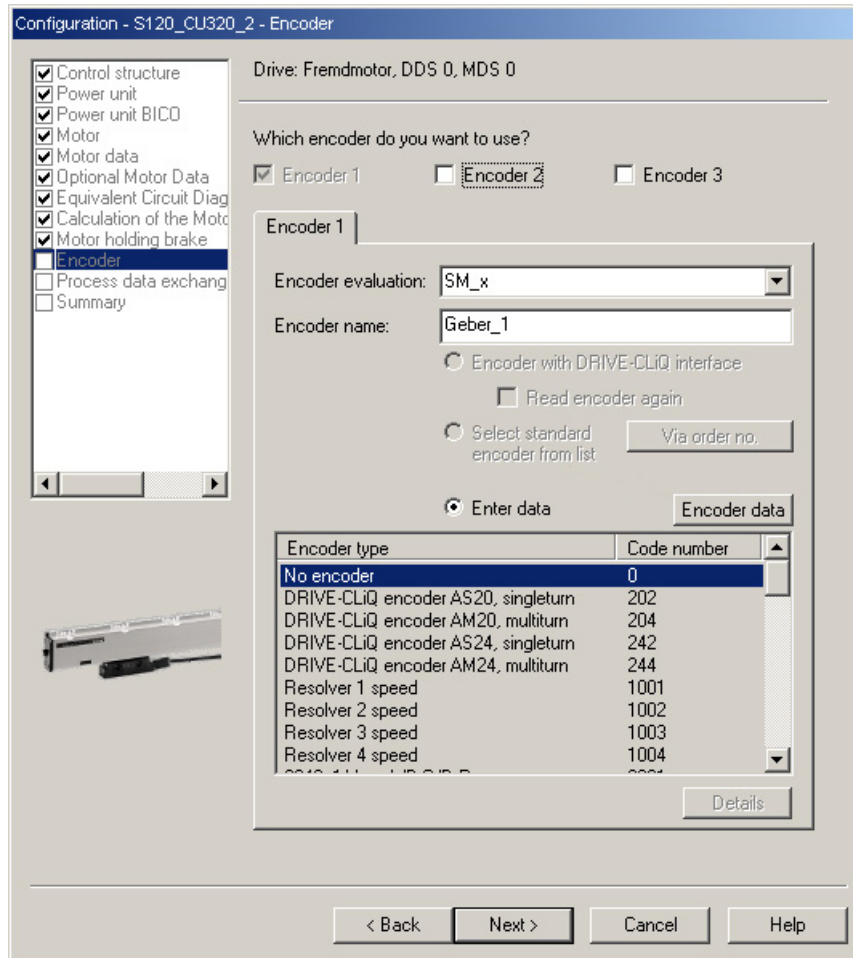 Configuration - S120_CU320_2 - Encoder
Control structure
Power unit
Power unit BICO
Motor
Motor data
Optional Motor Data
Equivalent Circuit Diag
Calculation of the Moto
Motor holding brake
Encoder
Process data exchang
Summary
Drive: Fremdmotor, DDS 0, MDS 0
Which encoder do you want to use?
Encoder 1 Encoder 2 Encoder 3
Encoder 1
Encoder evaluation: SM_x
Encoder name: Geber_1
Encoder with DRIVE-CLiQ interface
Read encoder again
Select standard encoder from list
Via order no.
Enter data
Encoder data
Encoder type Code number
No encoder 0
DRIVE-CLiQ encoder AS20, singleturn 202
DRIVE-CLiQ encoder AM20, multiturn 204
DRIVE-CLiQ encoder AS24, singleturn 242
DRIVE-CLiQ encoder AM24, multiturn 244
Resolver 1 speed 1001
Resolver 2 speed 1002
Resolver 3 speed 1003
Resolver 4 speed 1004
Details
< Back Next > Cancel Help